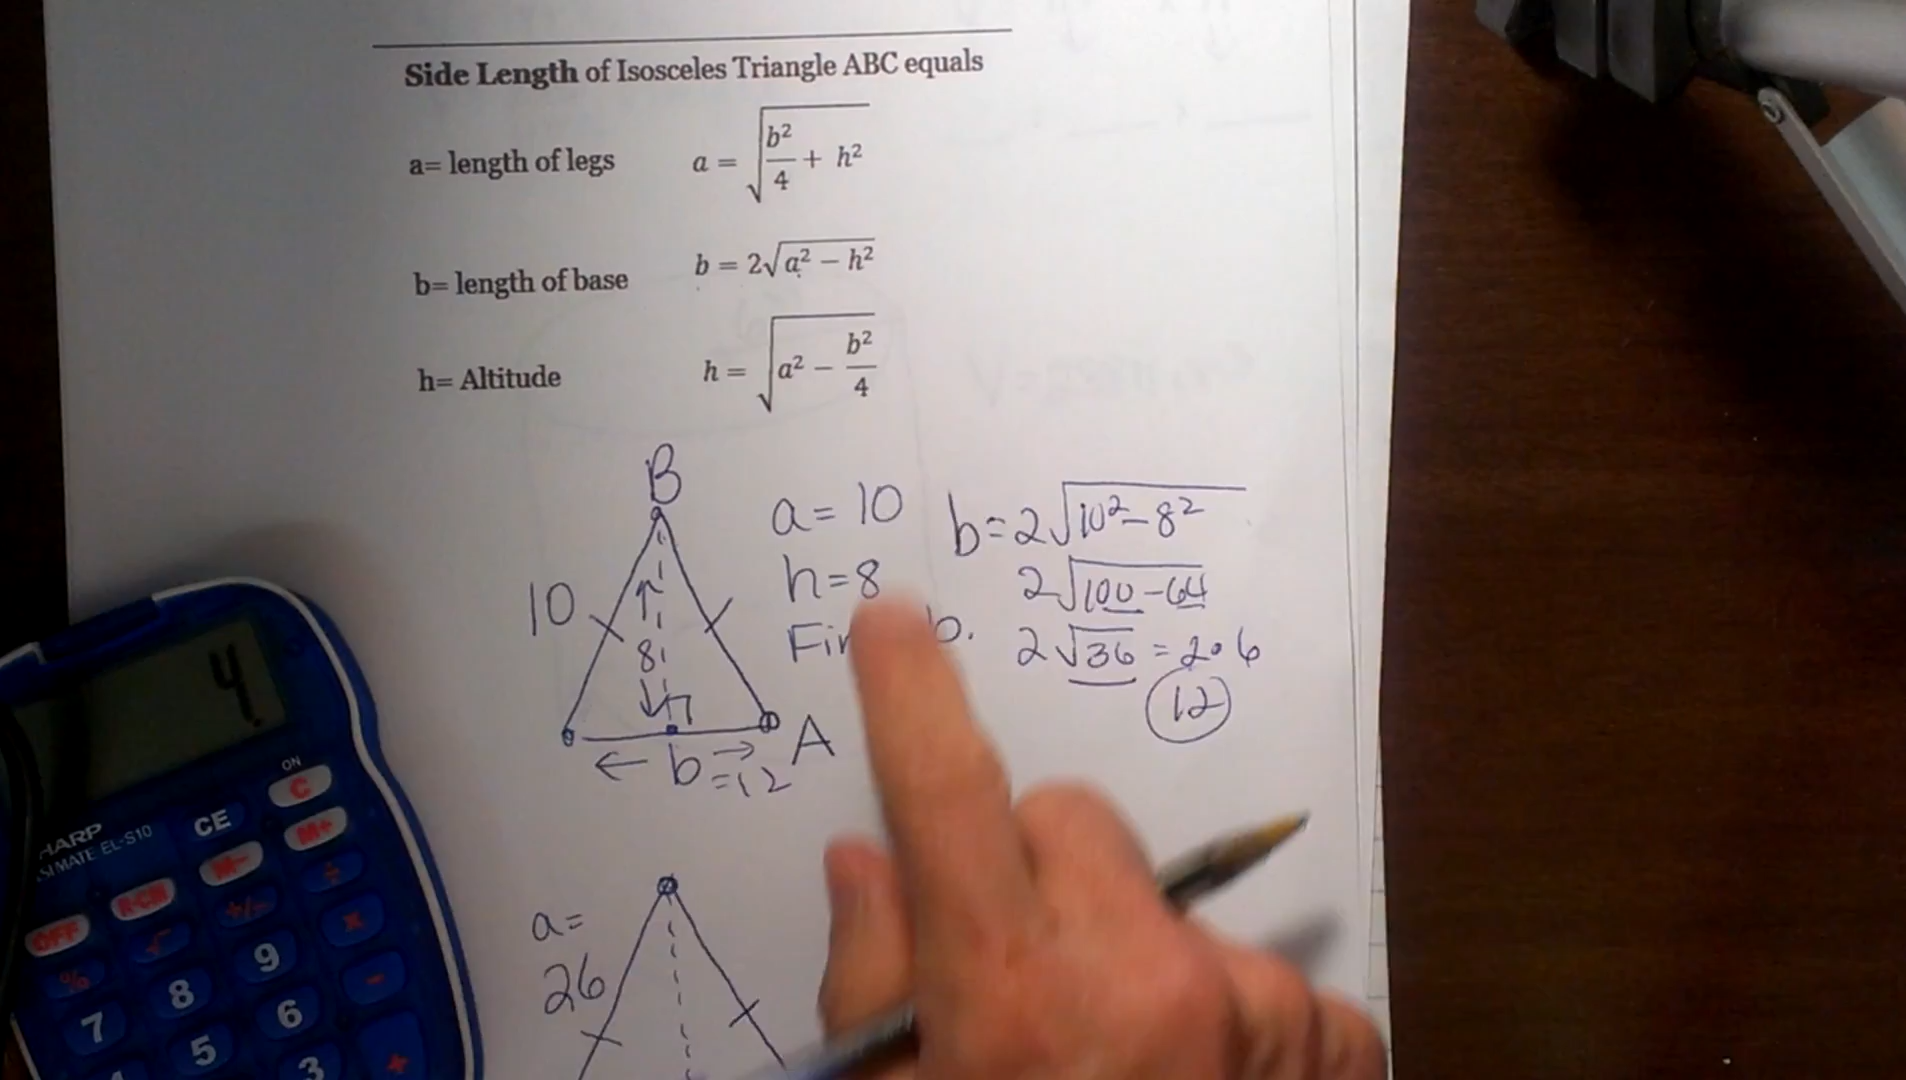 Side Length of Isosceles Triangle ABC equals
a= length of legs a = √(b²/4 + h²)
b= length of base b = 2√(a² − h²)
h= Altitude h = √(a² − b²/4)
B
a = 10
h = 8
b.
b = 2√(10² − 8²)
2√(100 − 64)
2√36 = 2 • 6
12
10
8
A
← b → = 12
a =
26
4.
SHARP
EL-S10
ON
C
CE
M+
M-
R·CM
OFF
+/-
÷
√
×
%
7
8
9
-
5
6
3
+